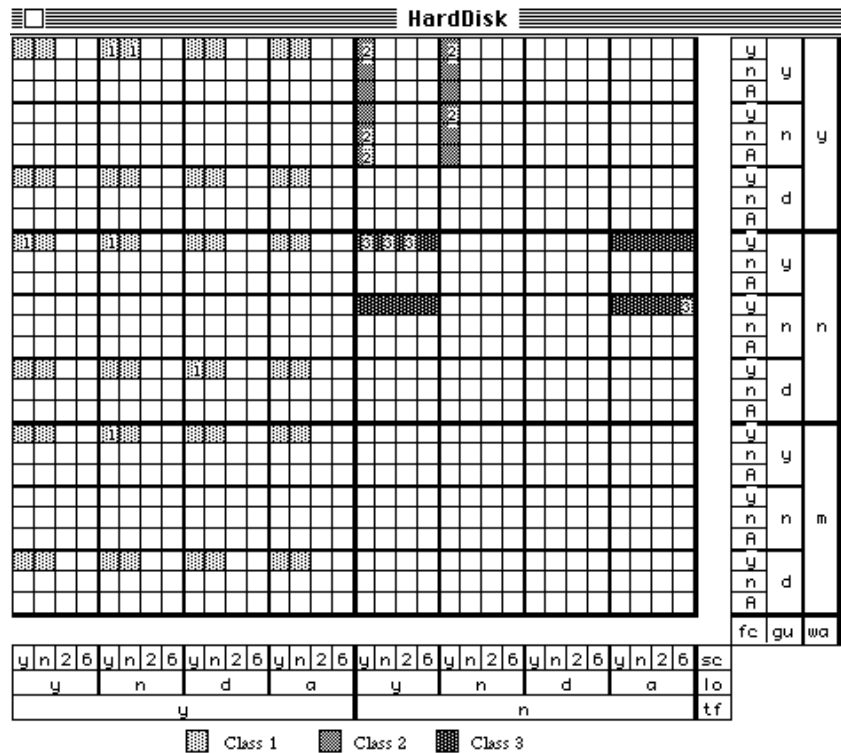 HardDisk
1 1 2 2 y
n y
A
2 y
2 n n y
2 A
y
n d
A
1 1 3 3 3 y
n y
A
3 y
n n n
A
1 y
n d
A
1 y
n y
A
y
n n m
A
y
n d
A
fc gu wa
y n 2 6 y n 2 6 y n 2 6 y n 2 6 y n 2 6 y n 2 6 y n 2 6 y n 2 6 sc
y n d a y n d a lo
y n tf
Class 1 Class 2 Class 3